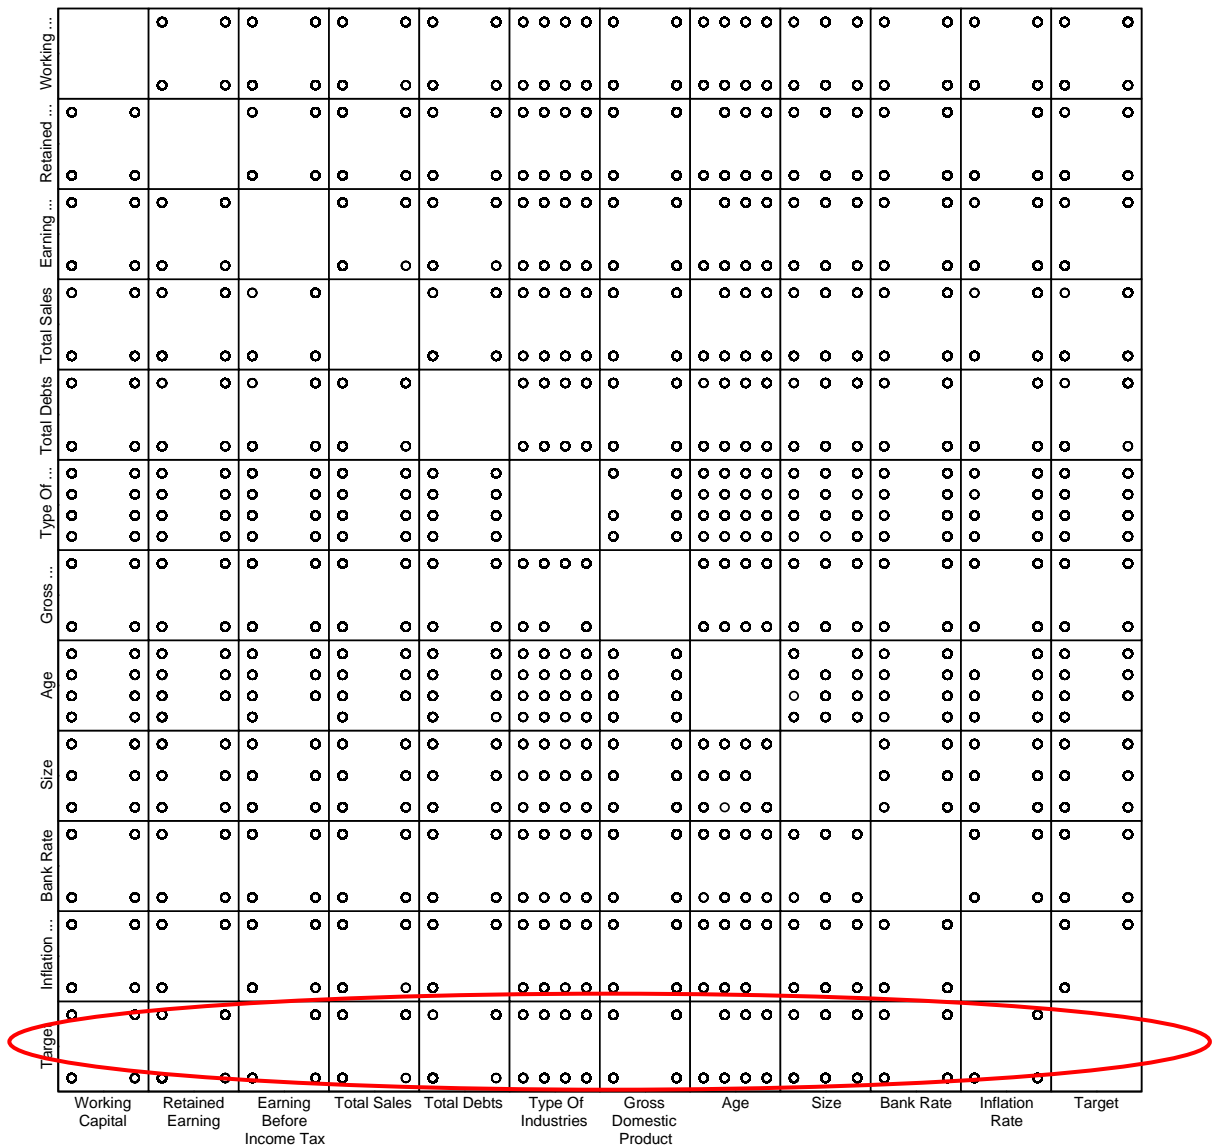 Working ...
Retained ...
Earning ...
Total Sales
Total Debts
Type Of ...
Gross ...
Age
Size
Bank Rate
Inflation ...
Target
Working
Capital
Retained
Earning
Earning
Before
Income Tax
Total Sales
Total Debts
Type Of
Industries
Gross
Domestic
Product
Age
Size
Bank Rate
Inflation
Rate
Target